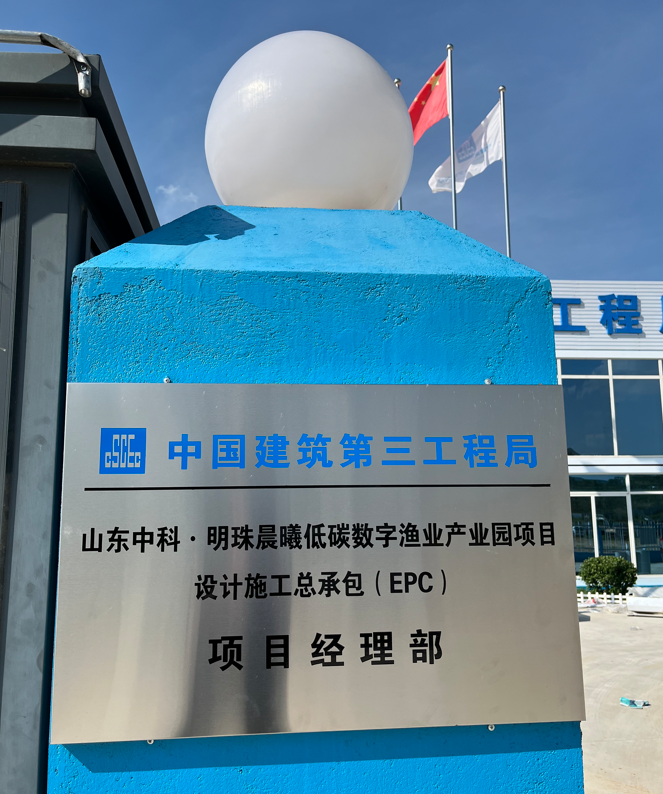 工程
CSCEC
中国建筑第三工程局
山东中科·明珠晨曦低碳数字渔业产业园项目
设计施工总承包（EPC）
项目经理部